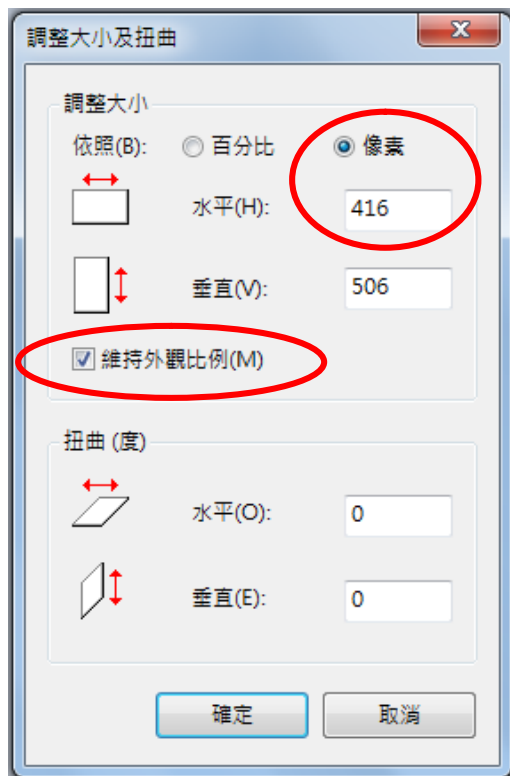 調整大小及扭曲
調整大小
依照(B): 百分比 像素
水平(H): 416
垂直(V): 506
維持外觀比例(M)
扭曲 (度)
水平(O): 0
垂直(E): 0
確定 取消